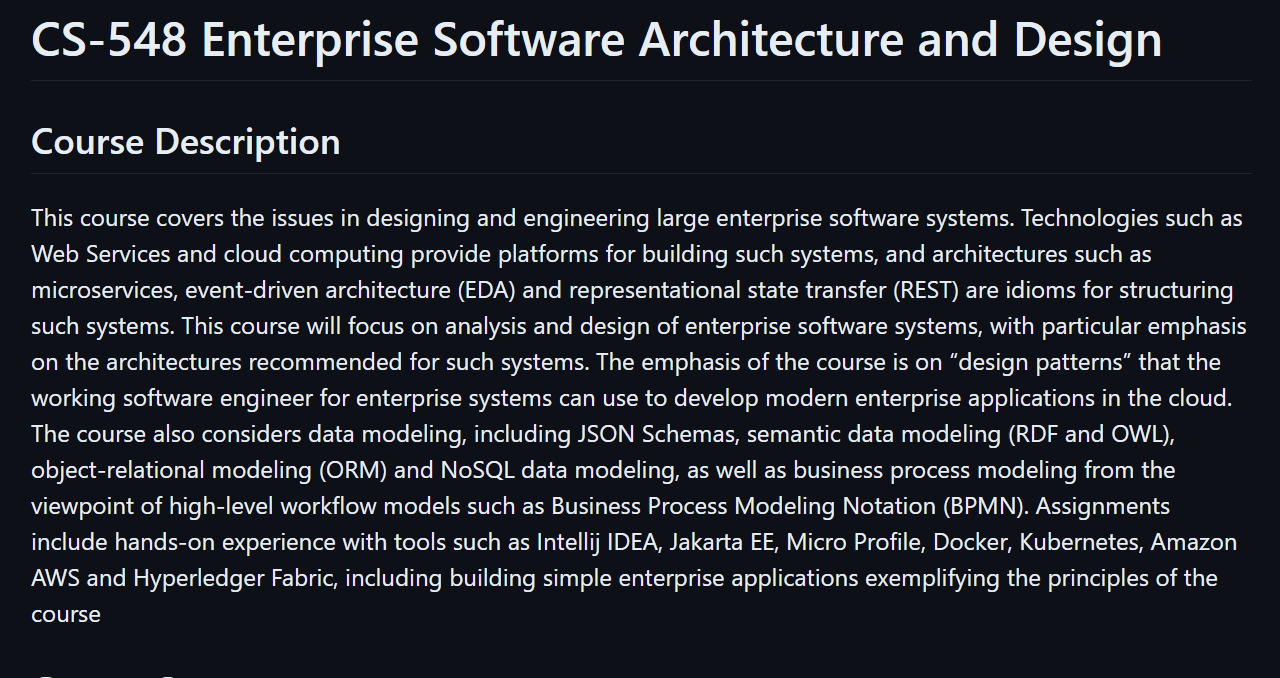 CS-548 Enterprise Software Architecture and Design
Course Description
This course covers the issues in designing and engineering large enterprise software systems. Technologies such as
Web Services and cloud computing provide platforms for building such systems, and architectures such as
microservices, event-driven architecture (EDA) and representational state transfer (REST) are idioms for structuring
such systems. This course will focus on analysis and design of enterprise software systems, with particular emphasis
on the architectures recommended for such systems. The emphasis of the course is on “design patterns” that the
working software engineer for enterprise systems can use to develop modern enterprise applications in the cloud.
The course also considers data modeling, including JSON Schemas, semantic data modeling (RDF and OWL),
object-relational modeling (ORM) and NoSQL data modeling, as well as business process modeling from the
viewpoint of high-level workflow models such as Business Process Modeling Notation (BPMN). Assignments
include hands-on experience with tools such as Intellij IDEA, Jakarta EE, Micro Profile, Docker, Kubernetes, Amazon
AWS and Hyperledger Fabric, including building simple enterprise applications exemplifying the principles of the
course